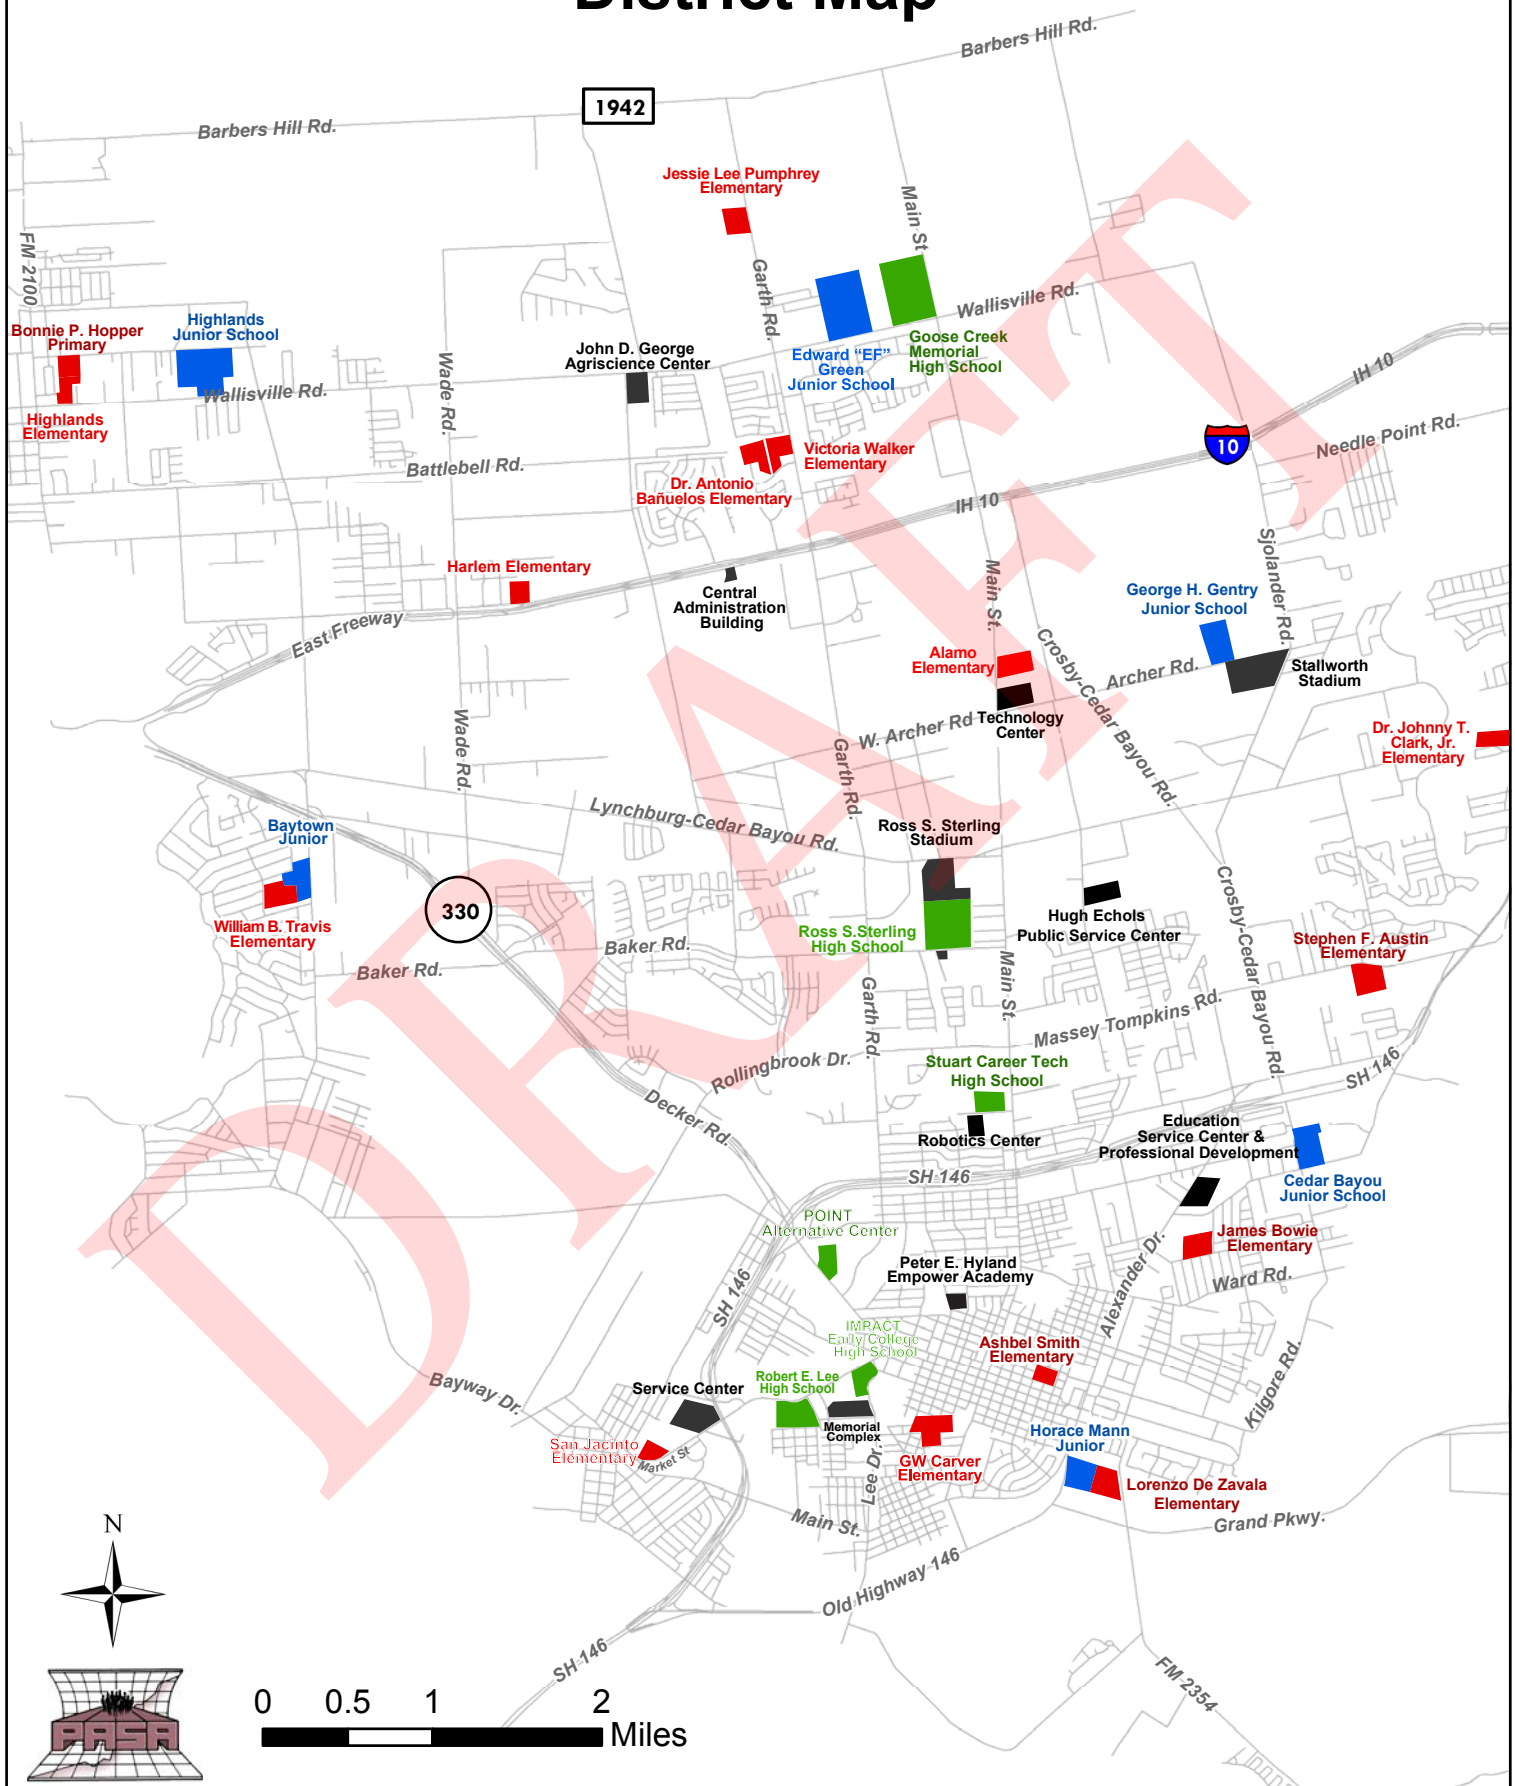 District Map
Barbers Hill Rd.
1942
Barbers Hill Rd.
Jessie Lee Pumphrey
Elementary
Main St
FM 2100
Garth Rd.
Wallisville Rd.
Bonnie P. Hopper
Primary
Highlands
Junior School
John D. George
Agriscience Center
Edward “EF”
Green
Junior School
Goose Creek
Memorial
High School
IH 10
Wade Rd.
Wallisville Rd.
Highlands
Elementary
Battlebell Rd.
Victoria Walker
Elementary
Dr. Antonio
Bañuelos Elementary
10
Needle Point Rd.
IH 10
Sjolander Rd.
Harlem Elementary
Central
Administration
Building
Main St.
George H. Gentry
Junior School
East Freeway
Alamo
Elementary
Crosby-Cedar Bayou Rd.
Archer Rd.
Stallworth
Stadium
Technology
Center
W. Archer Rd
Wade Rd.
Garth Rd.
Dr. Johnny T.
Clark, Jr.
Elementary
Lynchburg-Cedar Bayou Rd.
Baytown
Junior
Ross S. Sterling
Stadium
330
William B. Travis
Elementary
Ross S.Sterling
High School
Hugh Echols
Public Service Center
Crosby-Cedar Bayou Rd.
Stephen F. Austin
Elementary
Baker Rd.
Baker Rd.
Garth Rd.
Main St.
Massey Tompkins Rd.
Rollingbrook Dr.
Stuart Career Tech
High School
SH 146
Decker Rd.
Robotics Center
Education
Service Center &
Professional Development
SH 146
Cedar Bayou
Junior School
POINT
Alternative Center
James Bowie
Elementary
Peter E. Hyland
Empower Academy
Alexander Dr.
Ward Rd.
SH 146
IMPACT
Early College
High School
Ashbel Smith
Elementary
Kilgore Rd.
Bayway Dr.
Service Center
Robert E. Lee
High School
Memorial
Complex
San Jacinto
Elementary
Market St
Lee Dr.
GW Carver
Elementary
Horace Mann
Junior
Lorenzo De Zavala
Elementary
Main St.
Grand Pkwy.
Old Highway 146
SH 146
FM 2354
N
PASA
0 0.5 1 2
Miles
DRAFT